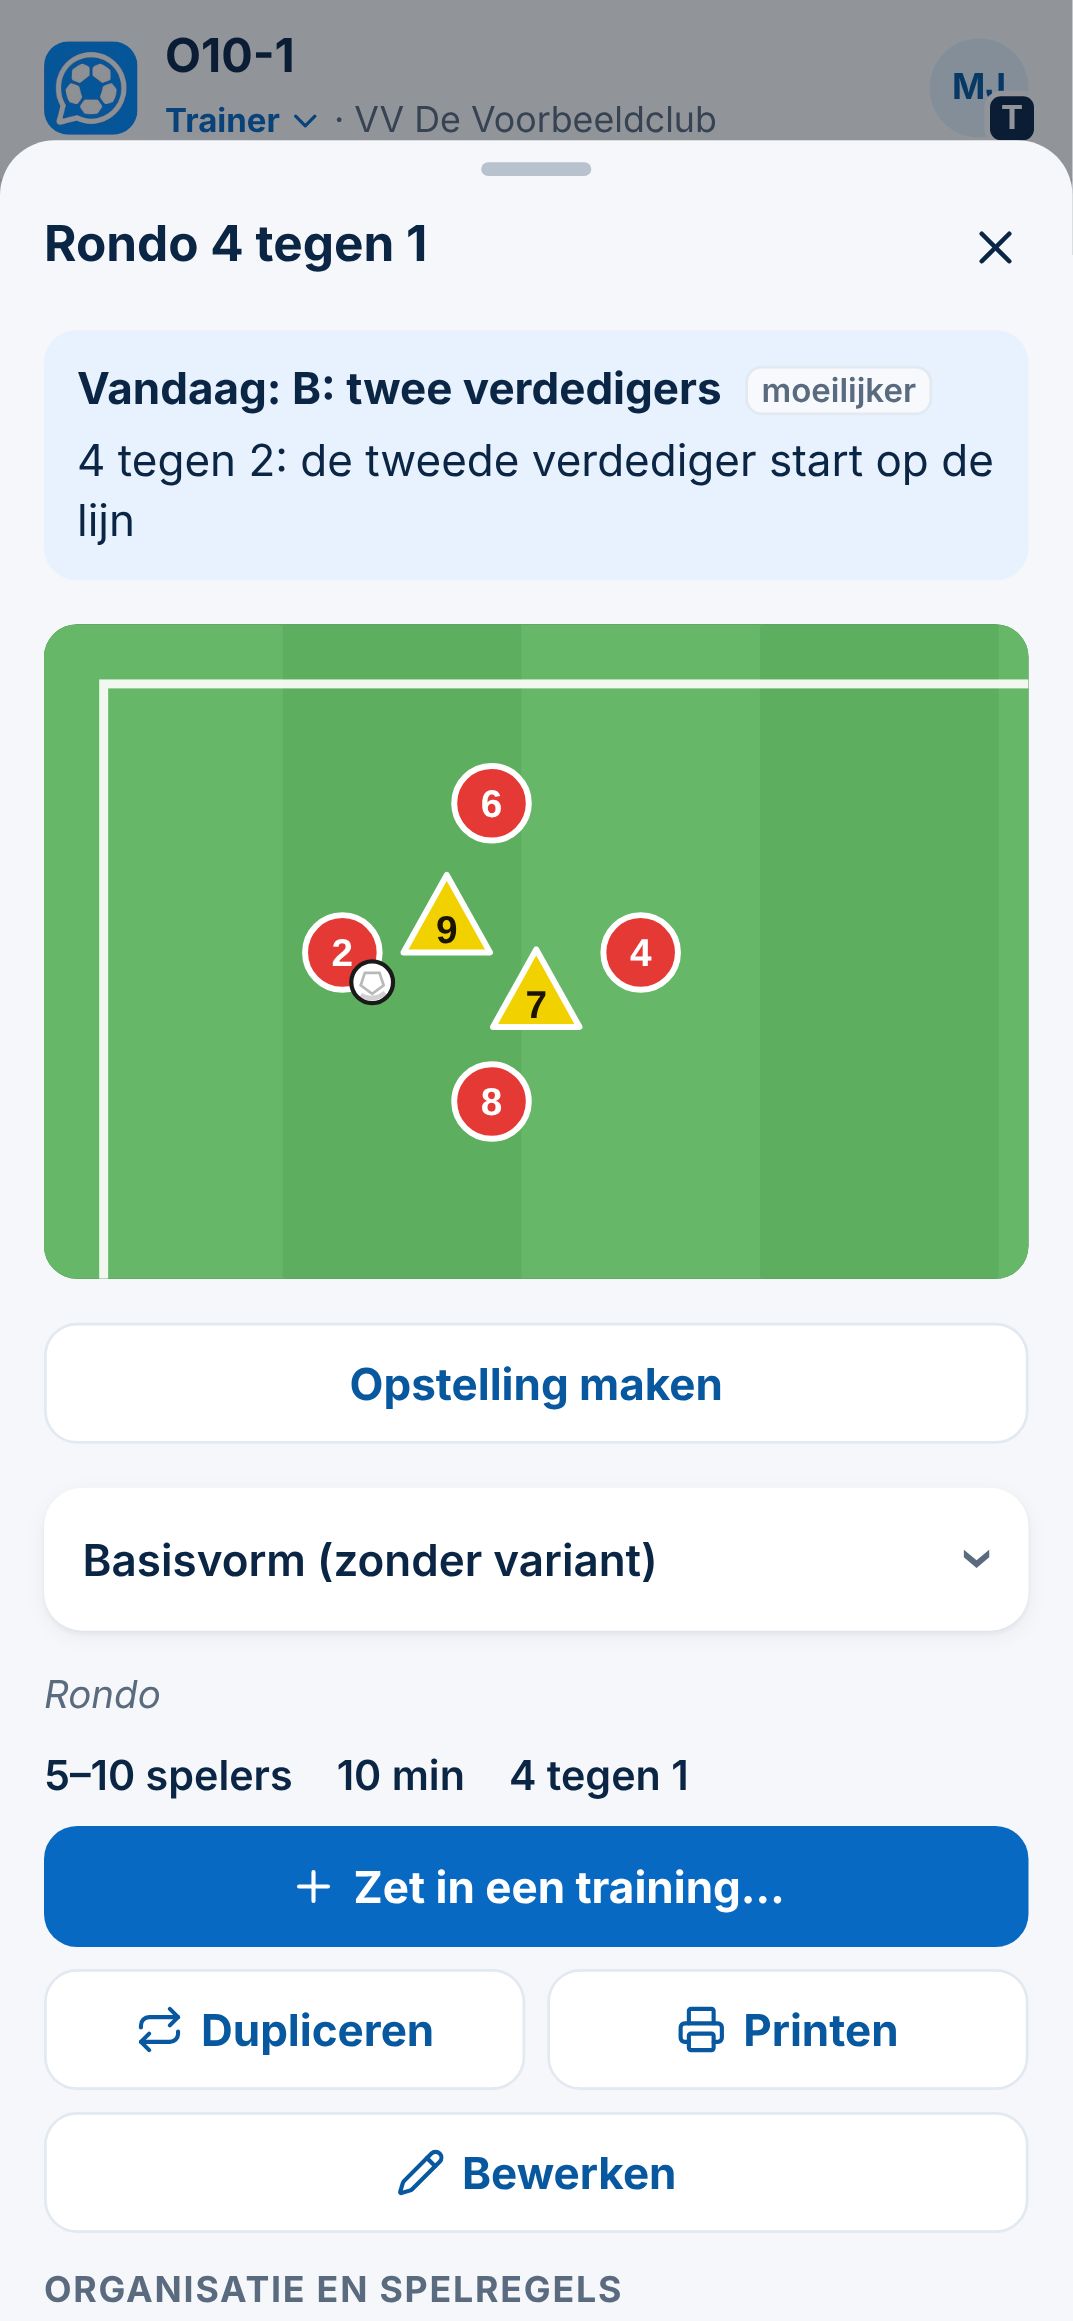 O10-1
Trainer · VV De Voorbeeldclub
T
Rondo 4 tegen 1
Vandaag: B: twee verdedigers moeilijker
4 tegen 2: de tweede verdediger start op de
lijn
6
9
2
4
7
8
Opstelling maken
Basisvorm (zonder variant)
Rondo
5–10 spelers 10 min 4 tegen 1
+ Zet in een training...
Dupliceren
Printen
Bewerken
ORGANISATIE EN SPELREGELS